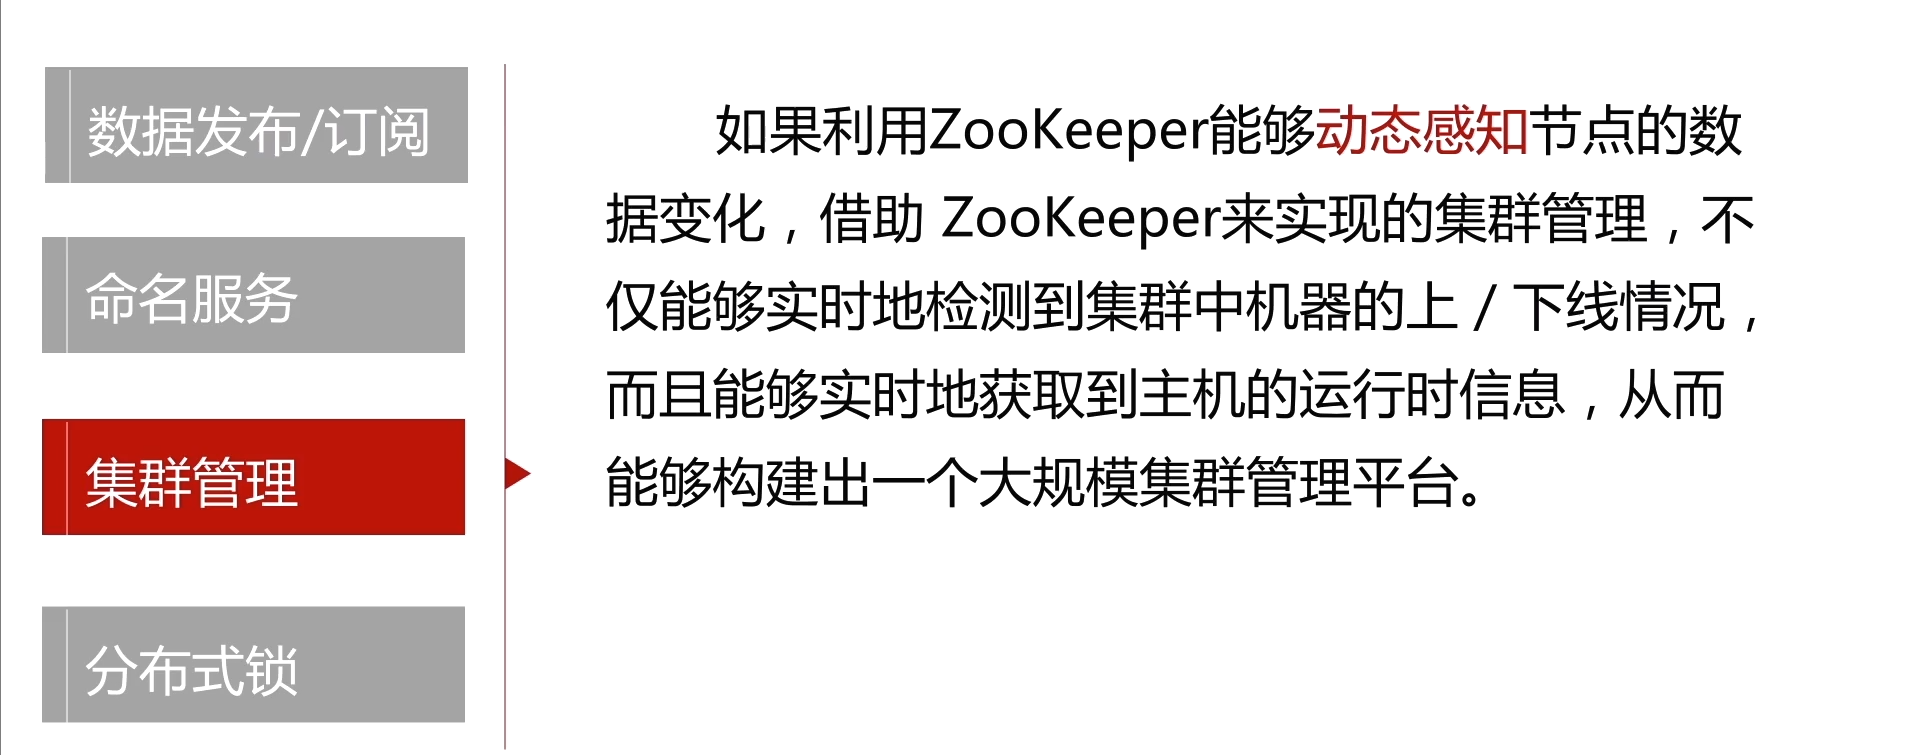 数据发布/订阅
命名服务
集群管理
分布式锁
如果利用ZooKeeper能够动态感知节点的数
据变化，借助 ZooKeeper来实现的集群管理，不
仅能够实时地检测到集群中机器的上 / 下线情况，
而且能够实时地获取到主机的运行时信息，从而
能够构建出一个大规模集群管理平台。